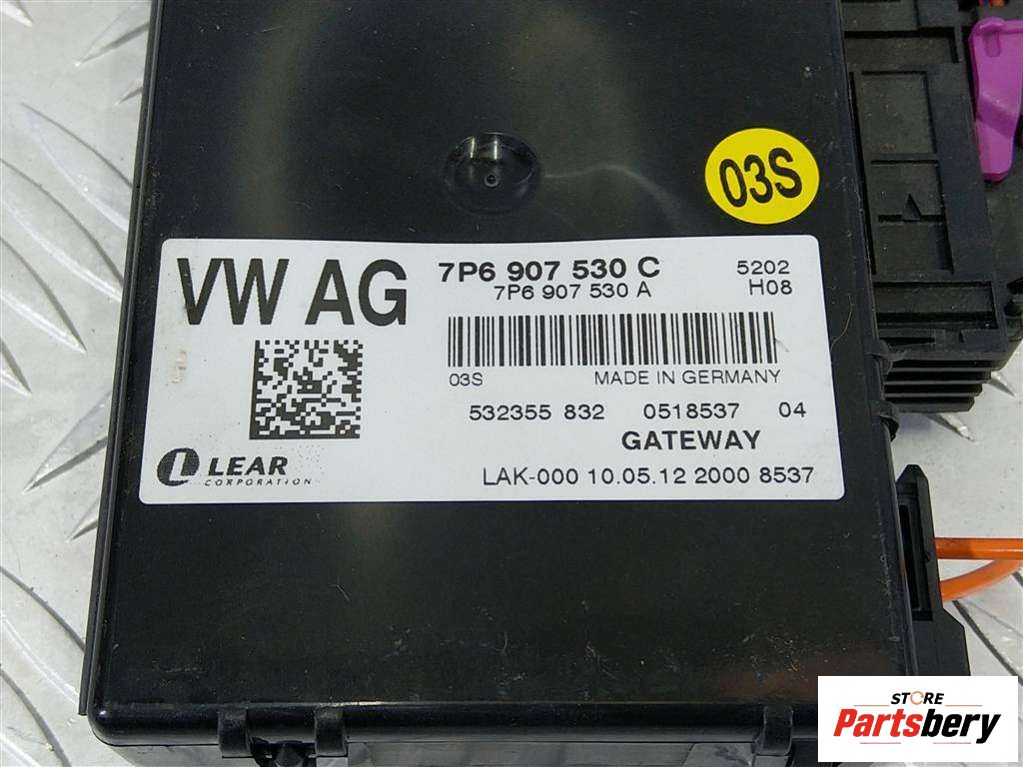 03S
VW AG
7P6 907 530 C
5202
7P6 907 530 A
H08
03S
MADE IN GERMANY
532355 832 0518537 04
GATEWAY
LEAR
CORPORATION
LAK-000 10.05.12 2000 8537
STORE
Partsbery